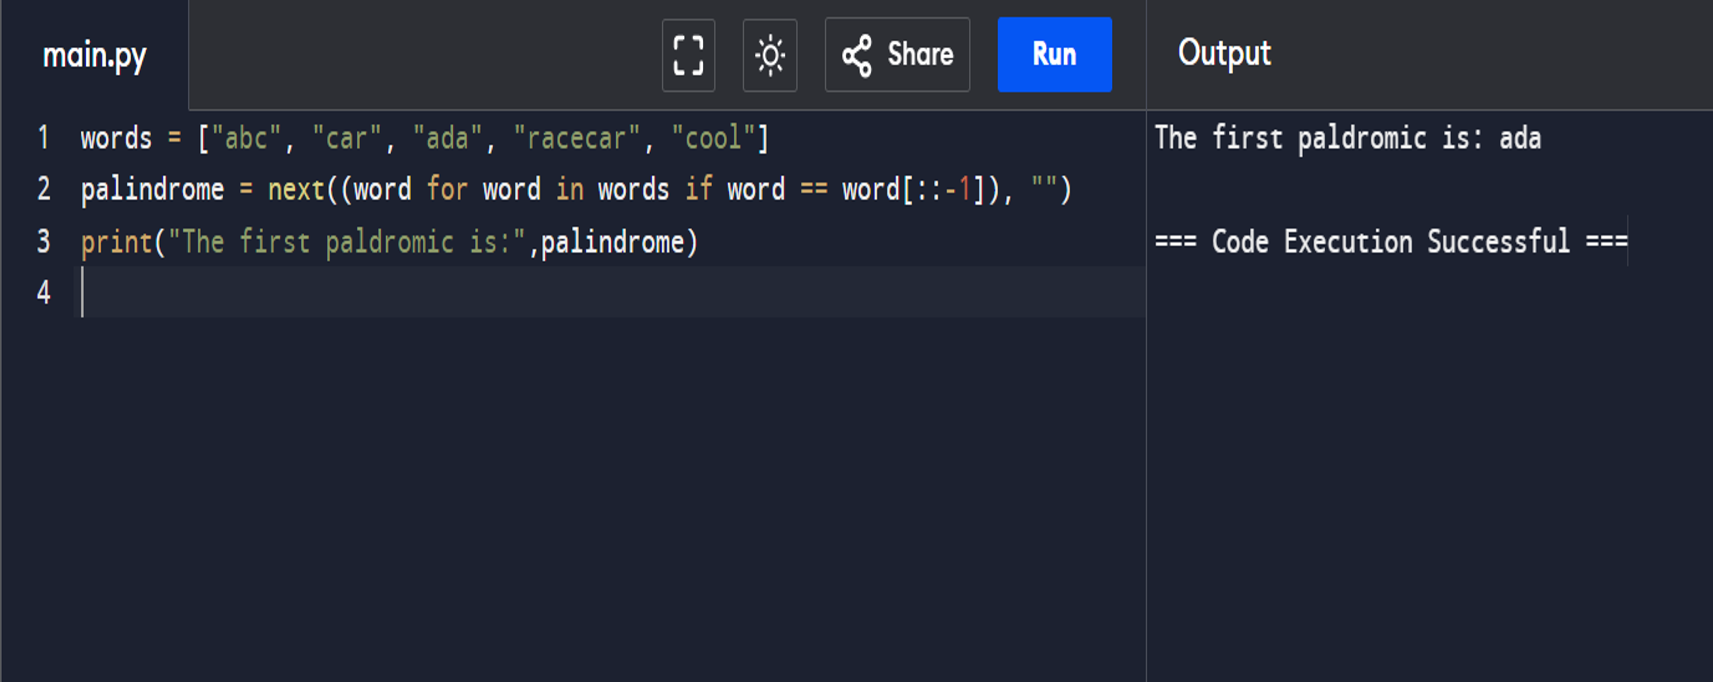 main.py
Share
Run
Output
1 words = ["abc", "car", "ada", "racecar", "cool"]
2 palindrome = next((word for word in words if word == word[::-1]), "")
3 print("The first paldromic is:",palindrome)
4
The first paldromic is: ada
=== Code Execution Successful ===